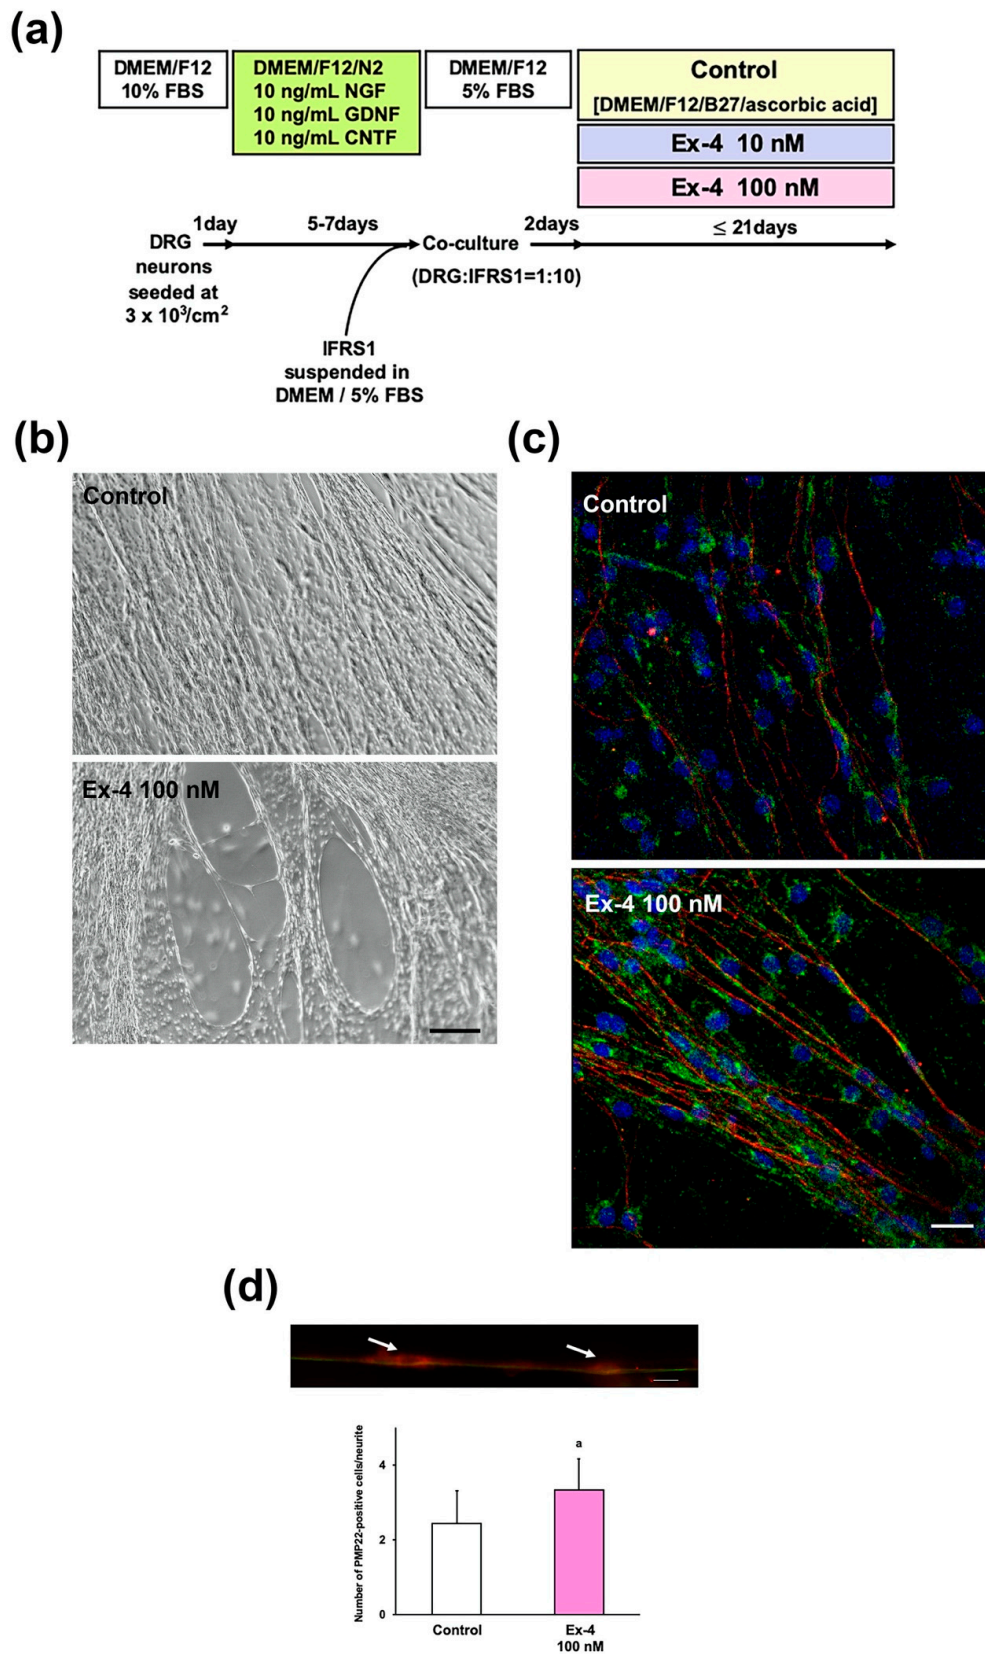 (a)
DMEM/F12
10% FBS
DMEM/F12/N2
10 ng/mL NGF
10 ng/mL GDNF
10 ng/mL CNTF
DMEM/F12
5% FBS
Control
[DMEM/F12/B27/ascorbic acid]
Ex-4 10 nM
Ex-4 100 nM
1day
5-7days
2days
≤ 21days
DRG
neurons
seeded at
3 x 10³/cm²
Co-culture
(DRG:IFRS1=1:10)
IFRS1
suspended in
DMEM / 5% FBS
(b)
Control
Ex-4 100 nM
(c)
Control
Ex-4 100 nM
(d)
Number of PMP22-positive cells/neurite
4
2
0
a
Control
Ex-4
100 nM